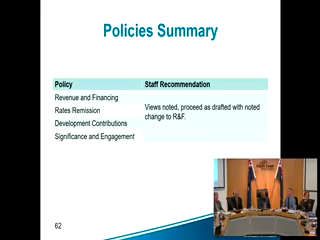 Policies Summary
Policy Staff Recommendation
Revenue and Financing
Rates Remission
Development Contributions
Significance and Engagement
Views noted, proceed as drafted with noted
change to R&F.
62